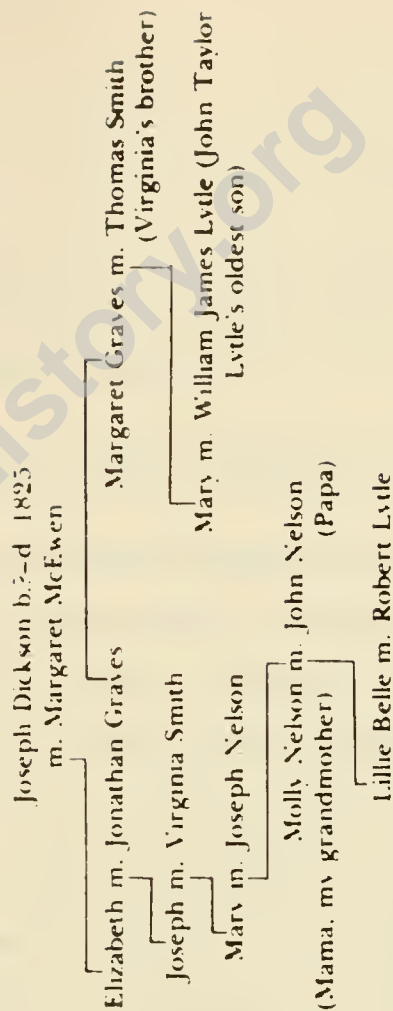 Joseph Dickson b.?-d 1825
m. Margaret McEwen
Elizabeth m. Jonathan Graves
Margaret Graves m. Thomas Smith
(Virginia's brother)
Joseph m. Virginia Smith
Mary m. William James Lytle (John Taylor
Lytle's oldest son)
Mary m. Joseph Nelson
Molly Nelson m. John Nelson
(Mama, my grandmother)
(Papa)
Lillie Belle m. Robert Lytle
istory.org